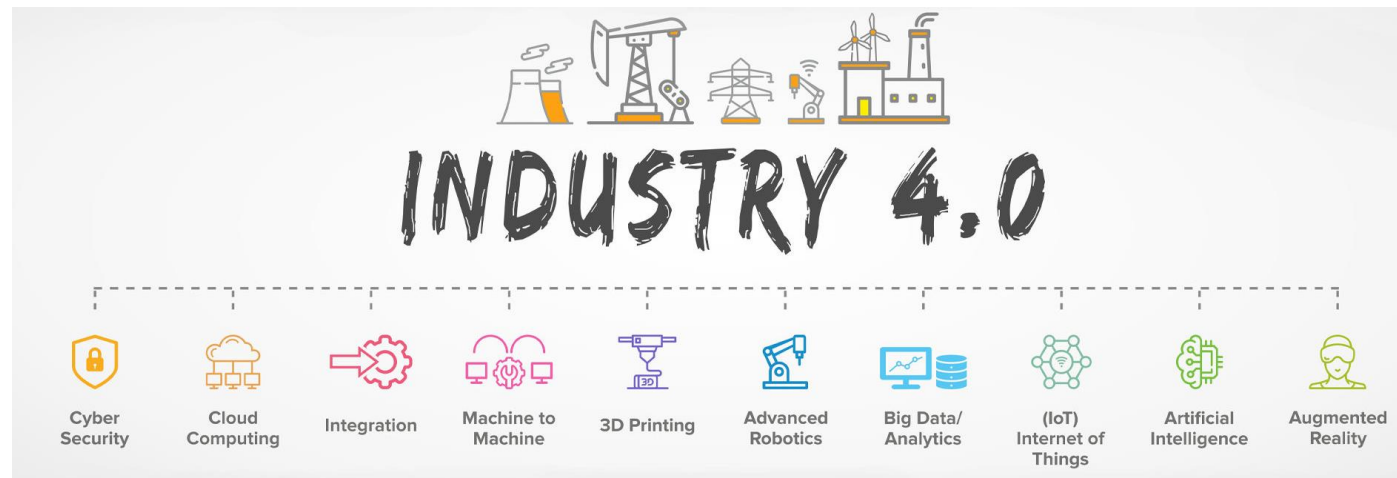 INDUSTRY 4.0
Cyber
Security
Cloud
Computing
Integration
Machine to
Machine
3D
3D Printing
Advanced
Robotics
Big Data/
Analytics
(IoT)
Internet of
Things
Artificial
Intelligence
Augmented
Reality